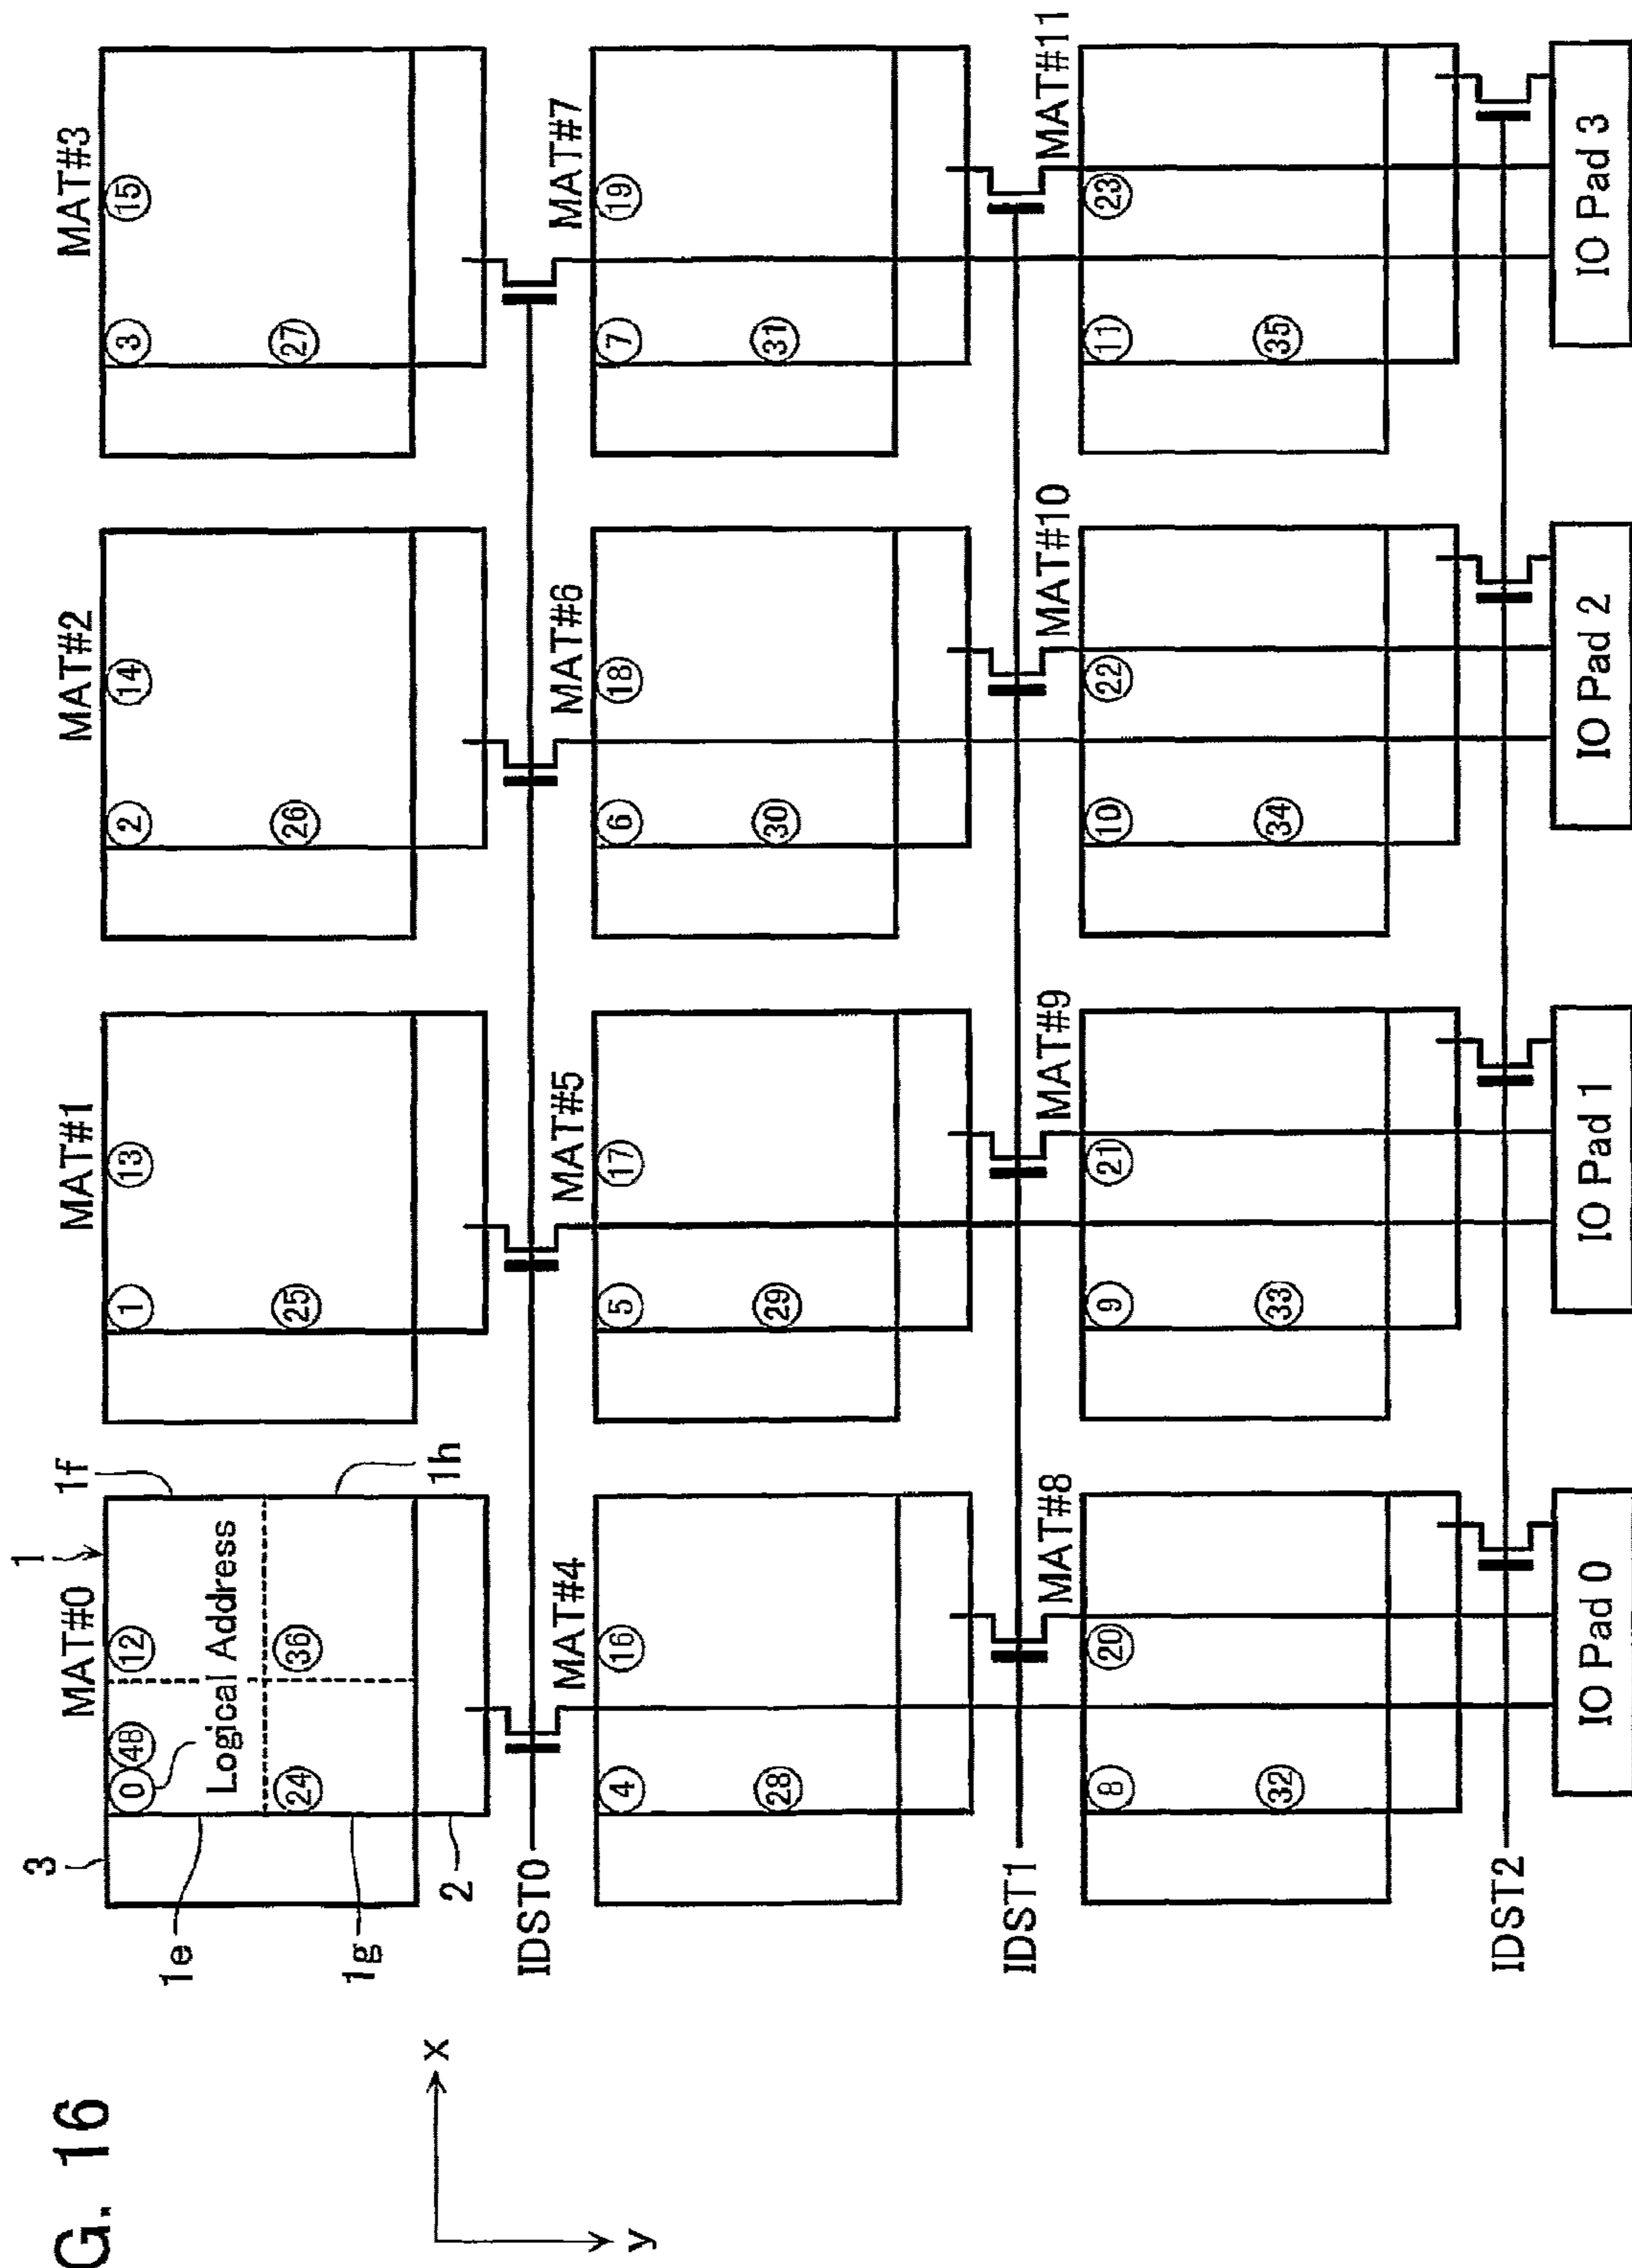 G. 16
x
y
1
MAT#0
MAT#1
MAT#2
MAT#3
3
0
48
12
1
13
2
14
3
15
1f
Logical Address
1e
24
36
25
26
27
1g
1h
2
IDST0
MAT#4
MAT#5
MAT#6
MAT#7
4
16
5
17
6
18
7
19
28
29
30
31
IDST1
MAT#8
MAT#9
MAT#10
MAT#11
8
20
9
21
10
22
11
23
32
33
34
35
IDST2
IO Pad 0
IO Pad 1
IO Pad 2
IO Pad 3